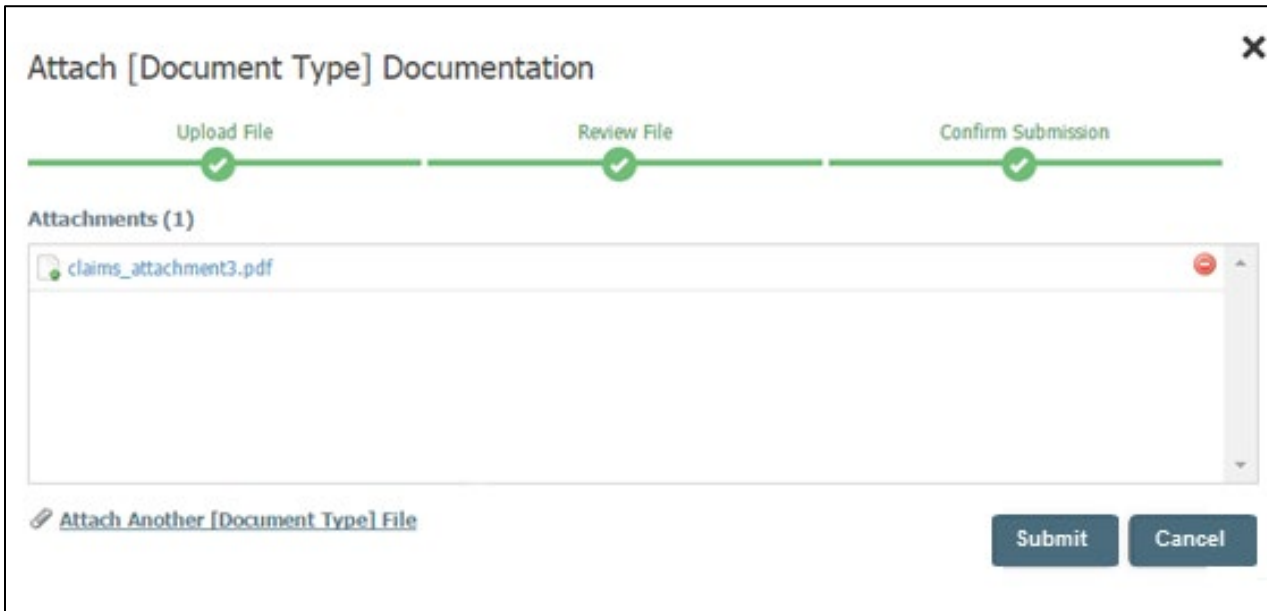 Attach [Document Type] Documentation
Upload File Review File Confirm Submission
Attachments (1)
claims_attachment3.pdf
Attach Another [Document Type] File
Submit Cancel